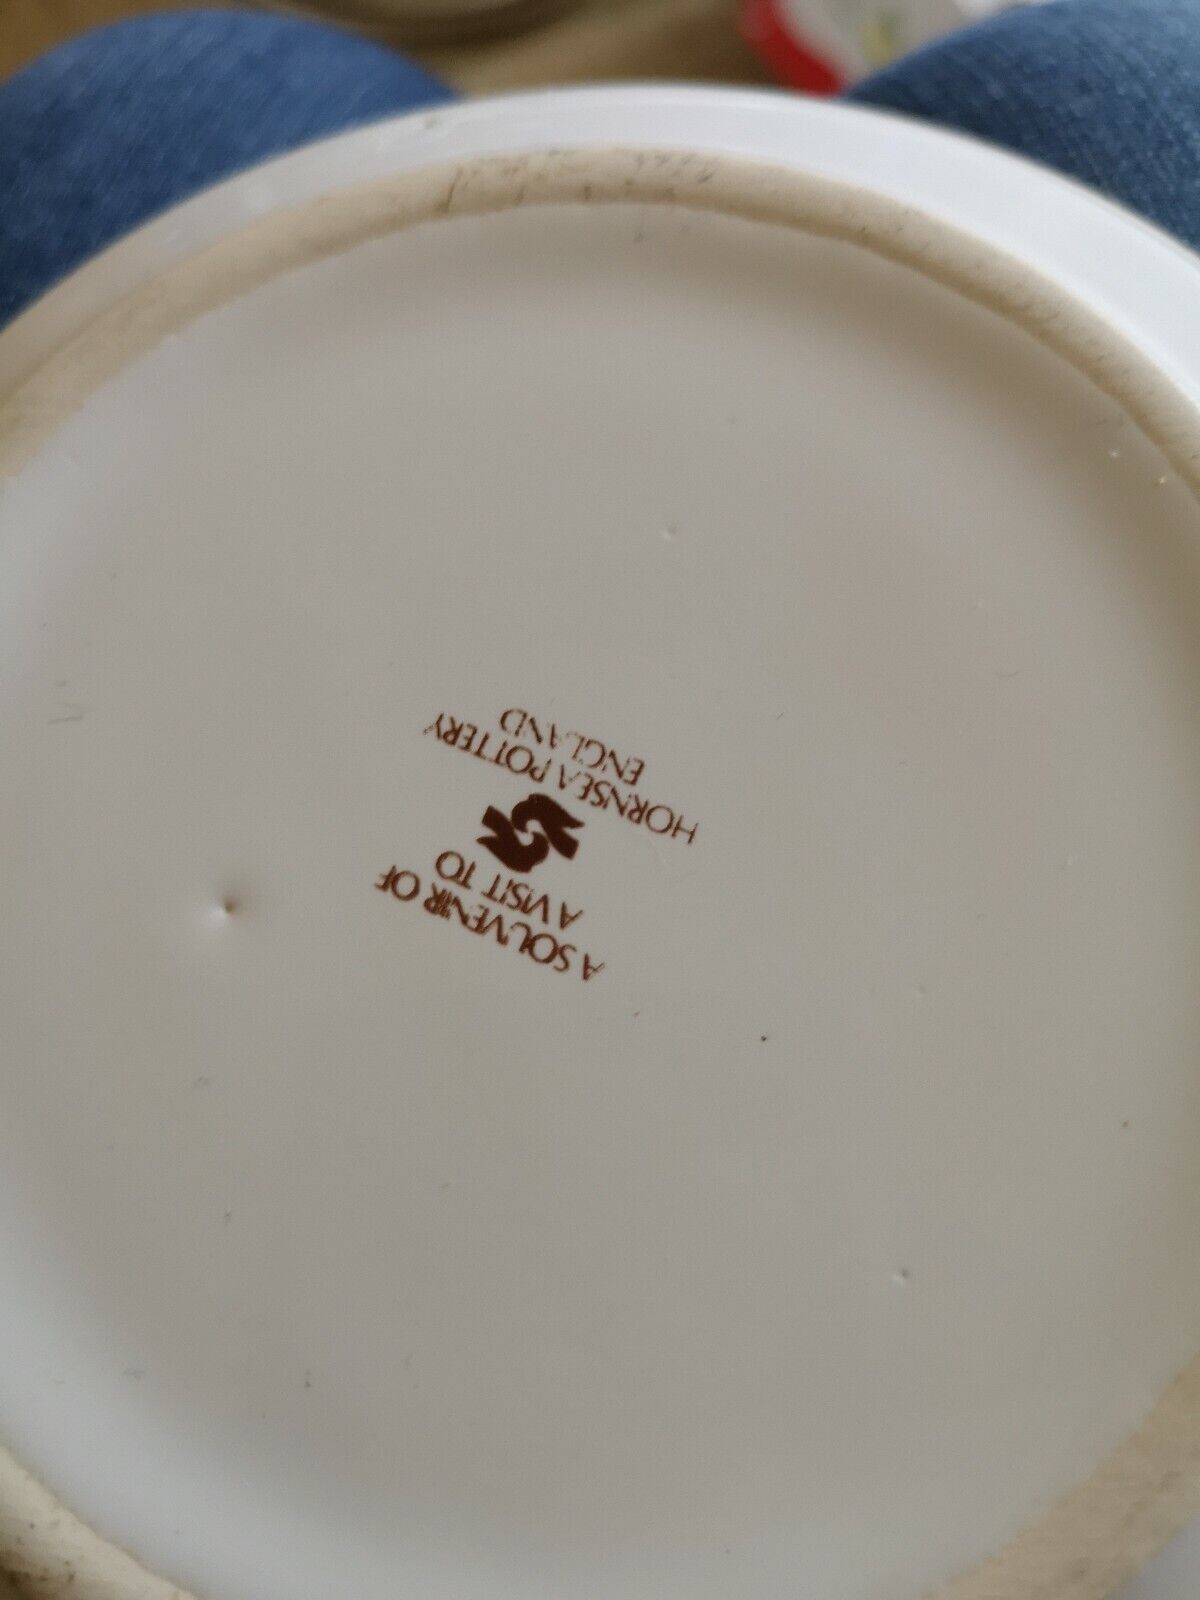 A SOUVENIR OF
A VISIT TO
HORNSEA POTTERY
ENGLAND